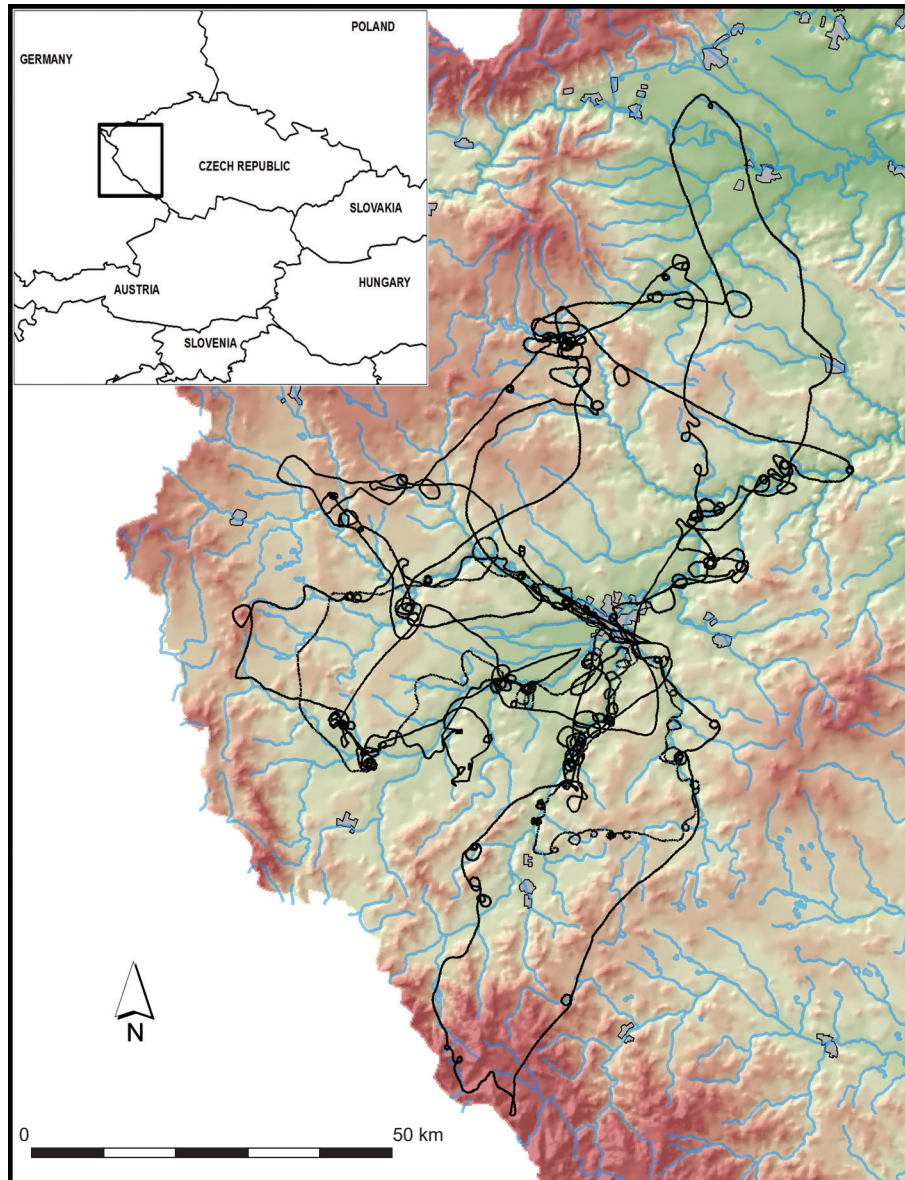 POLAND
GERMANY
CZECH REPUBLIC
SLOVAKIA
AUSTRIA
HUNGARY
SLOVENIA
N
0
50 km